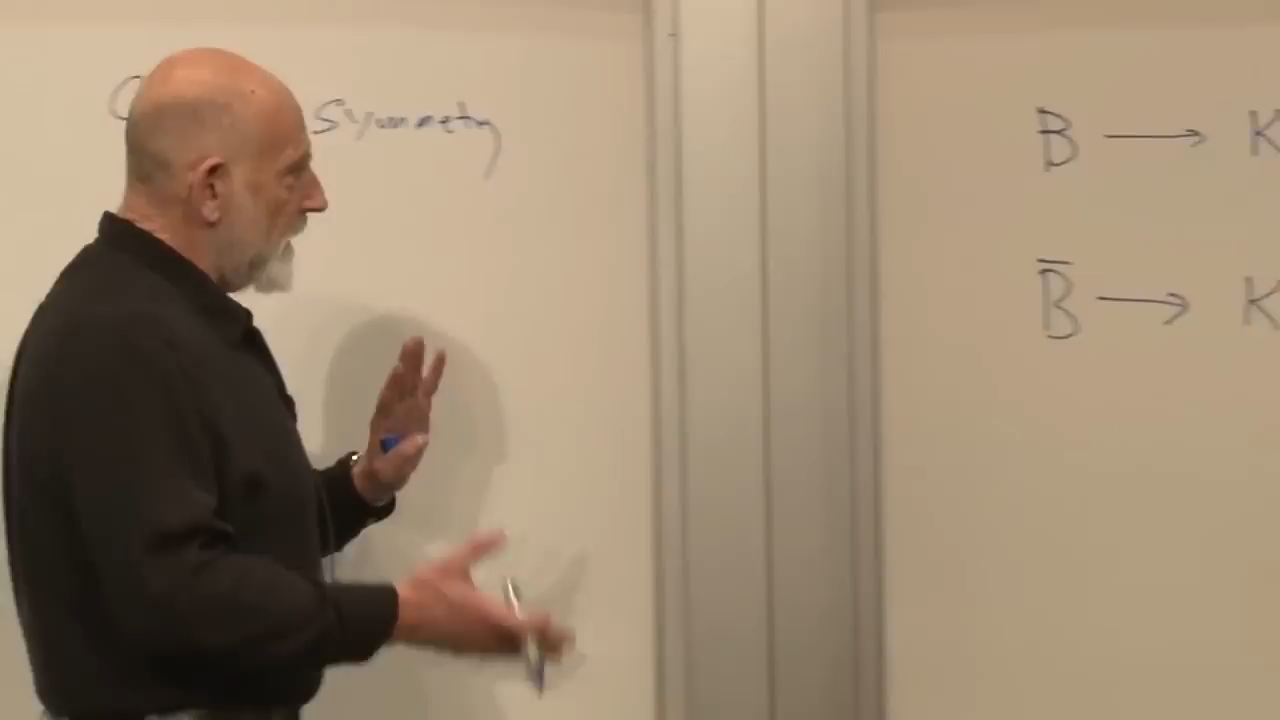 Symmetry
B → K
B̄ → K